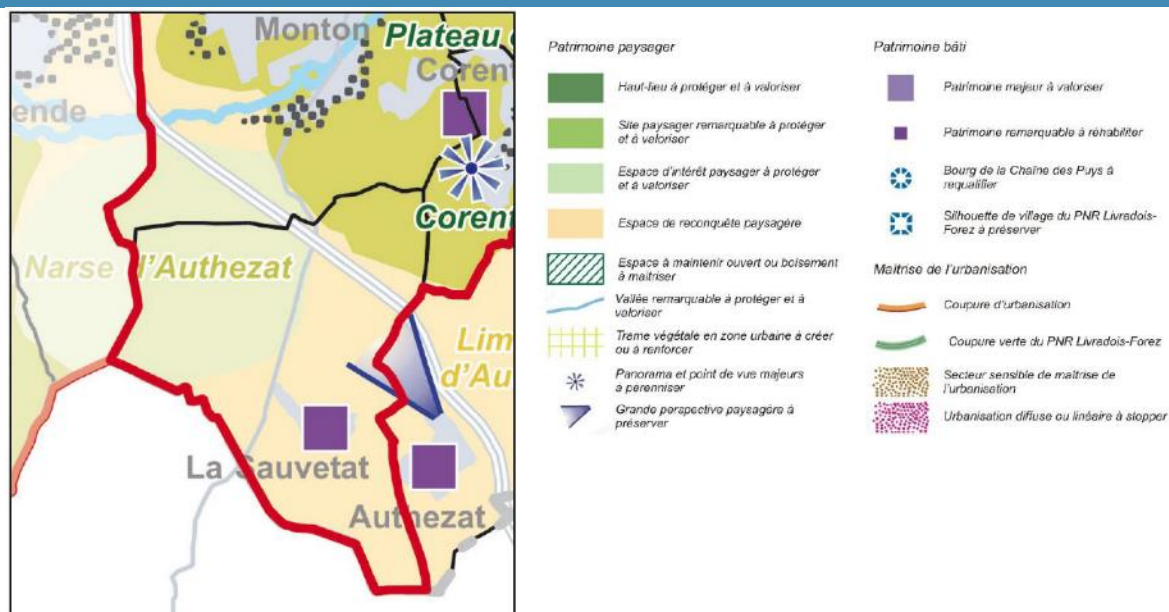 Monton
Plateau
Corent
ende
Corent
Narse d'Authezat
Lim
d'Au
La Sauvetat
Authezat
Patrimoine paysager
Haut-lieu à protéger et à valoriser
Site paysager remarquable à protéger
et à valoriser
Espace d'intérêt paysager à protéger
et à valoriser
Espace de reconquête paysagère
Espace à maintenir ouvert ou boisement
à maîtriser
Vallée remarquable à protéger et à
valoriser
Trame végétale en zone urbaine à créer
ou à renforcer
Panorama et point de vue majeurs
a perenniser
Grande perspective paysagère à
préserver
Patrimoine bâti
Patrimoine majeur à valoriser
Patrimoine remarquable à réhabiliter
Bourg de la Chaîne des Puys à
requalifier
Silhouette de village du PNR Livradois-
Forez à préserver
Maîtrise de l'urbanisation
Coupure d'urbanisation
Coupure verte du PNR Livradois-Forez
Secteur sensible de maîtrise de
l'urbanisation
Urbanisation diffuse ou linéaire à stopper